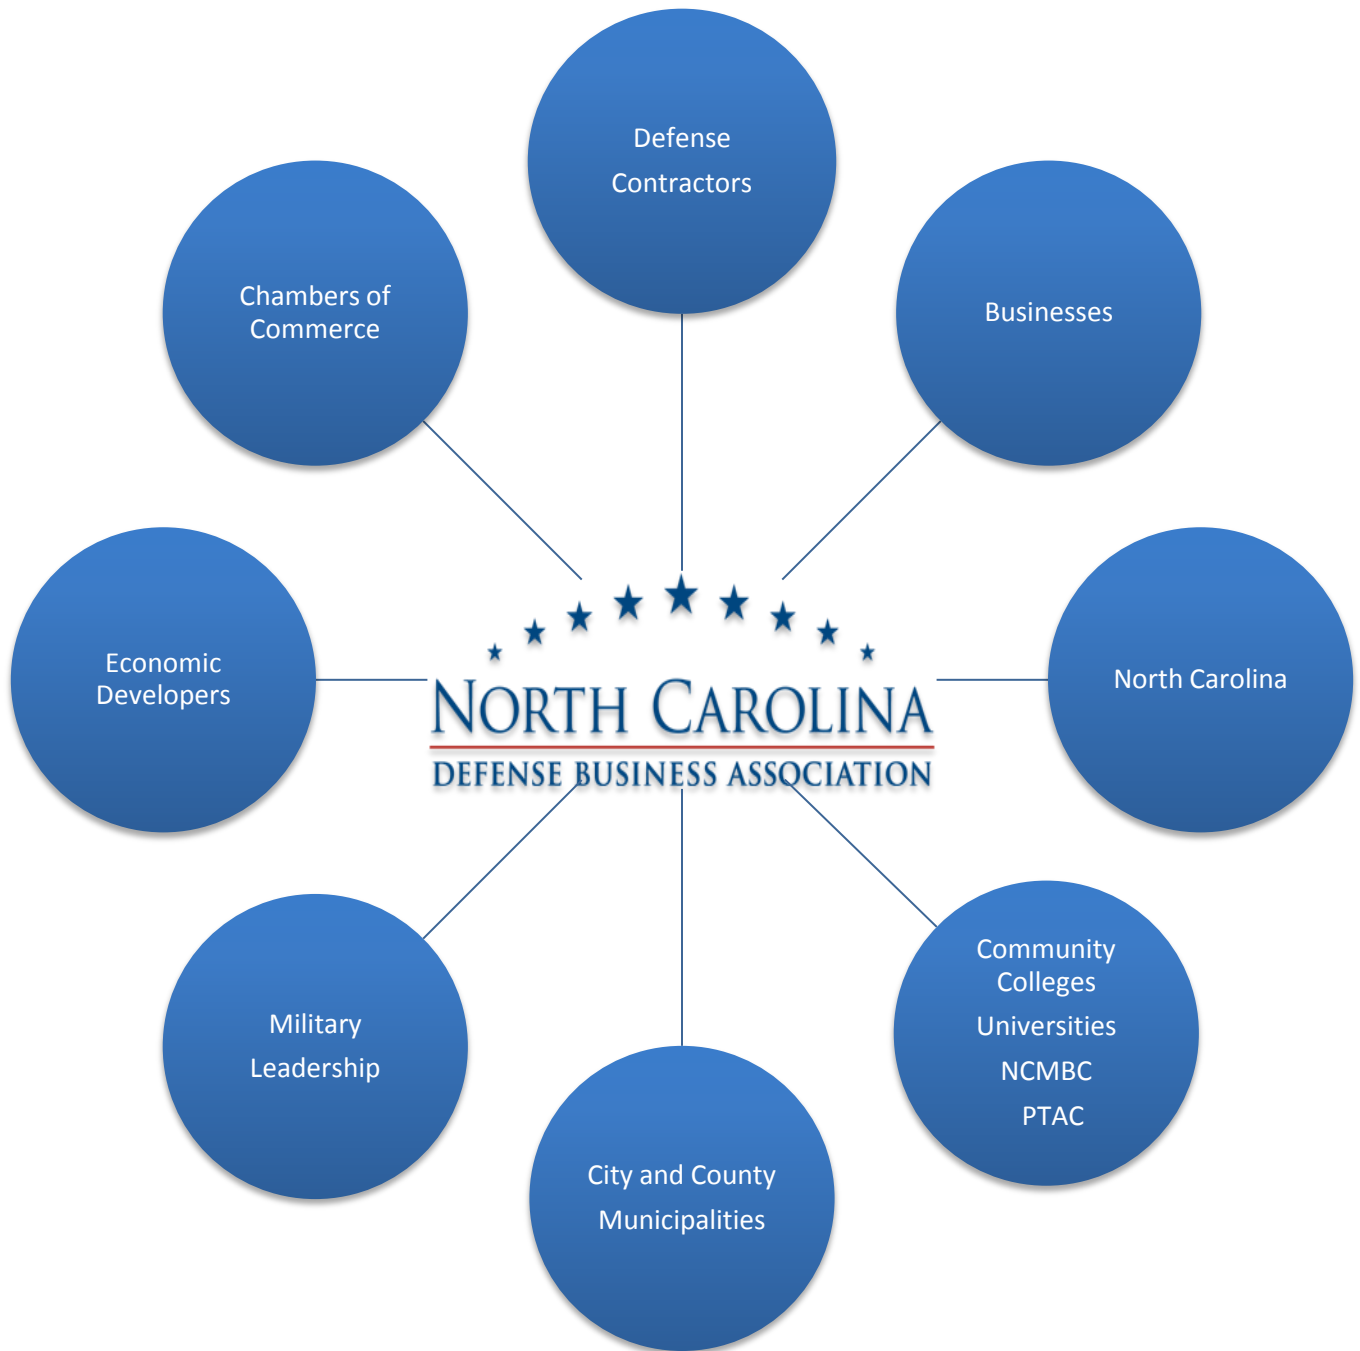 Defense
Contractors
Chambers of
Commerce
Businesses
Economic
Developers
NORTH CAROLINA
DEFENSE BUSINESS ASSOCIATION
North Carolina
Military
Leadership
City and County
Municipalities
Community
Colleges
Universities
NCMBC
PTAC